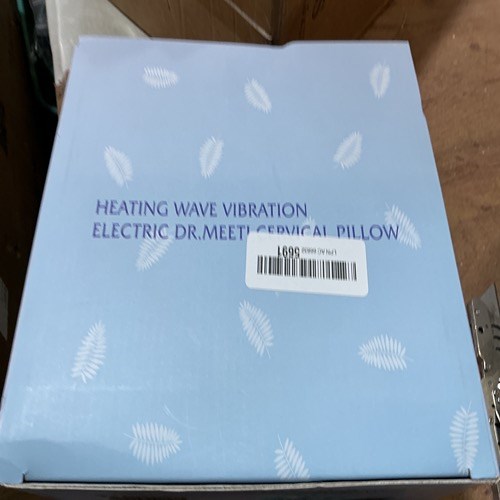 HEATING WAVE VIBRATION
ELECTRIC DR.MEETI CERVICAL PILLOW
5691